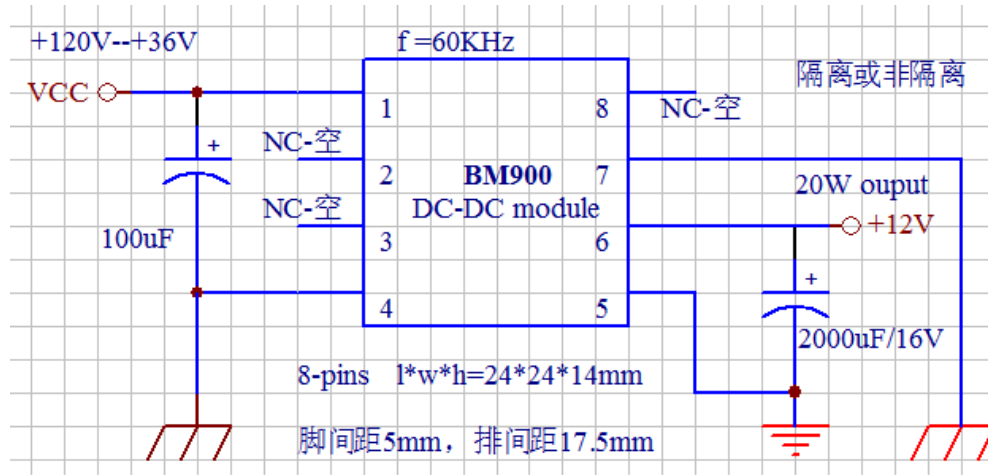 +120V--+36V
f =60KHz
隔离或非隔离
VCC
1
8
NC-空
NC-空
+
2
BM900
7
DC-DC module
20W ouput
NC-空
+12V
100uF
3
6
+
4
5
2000uF/16V
8-pins l*w*h=24*24*14mm
脚间距5mm，排间距17.5mm